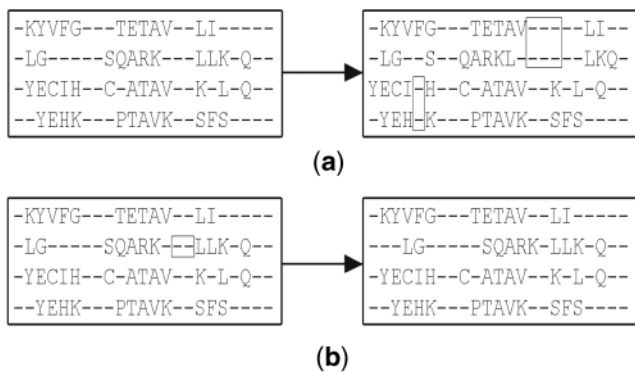 -KYVFG---TETAV--LI-----
-LG-----SQARK---LLK-Q--
-YECIH--C-ATAV--K-L-Q--
--YEHK---PTAVK--SFS----
-KYVFG---TETAV-----LI--
-LG--S--QARKL------LKQ-
YECI-H--C-ATAV--K-L-Q--
-YEH-K---PTAVK--SFS----
(a)
-KYVFG---TETAV--LI-----
-LG-----SQARK---LLK-Q--
-YECIH--C-ATAV--K-L-Q--
--YEHK---PTAVK--SFS----
-KYVFG---TETAV--LI-----
---LG-----SQARK-LLK-Q--
-YECIH--C-ATAV--K-L-Q--
--YEHK---PTAVK--SFS----
(b)